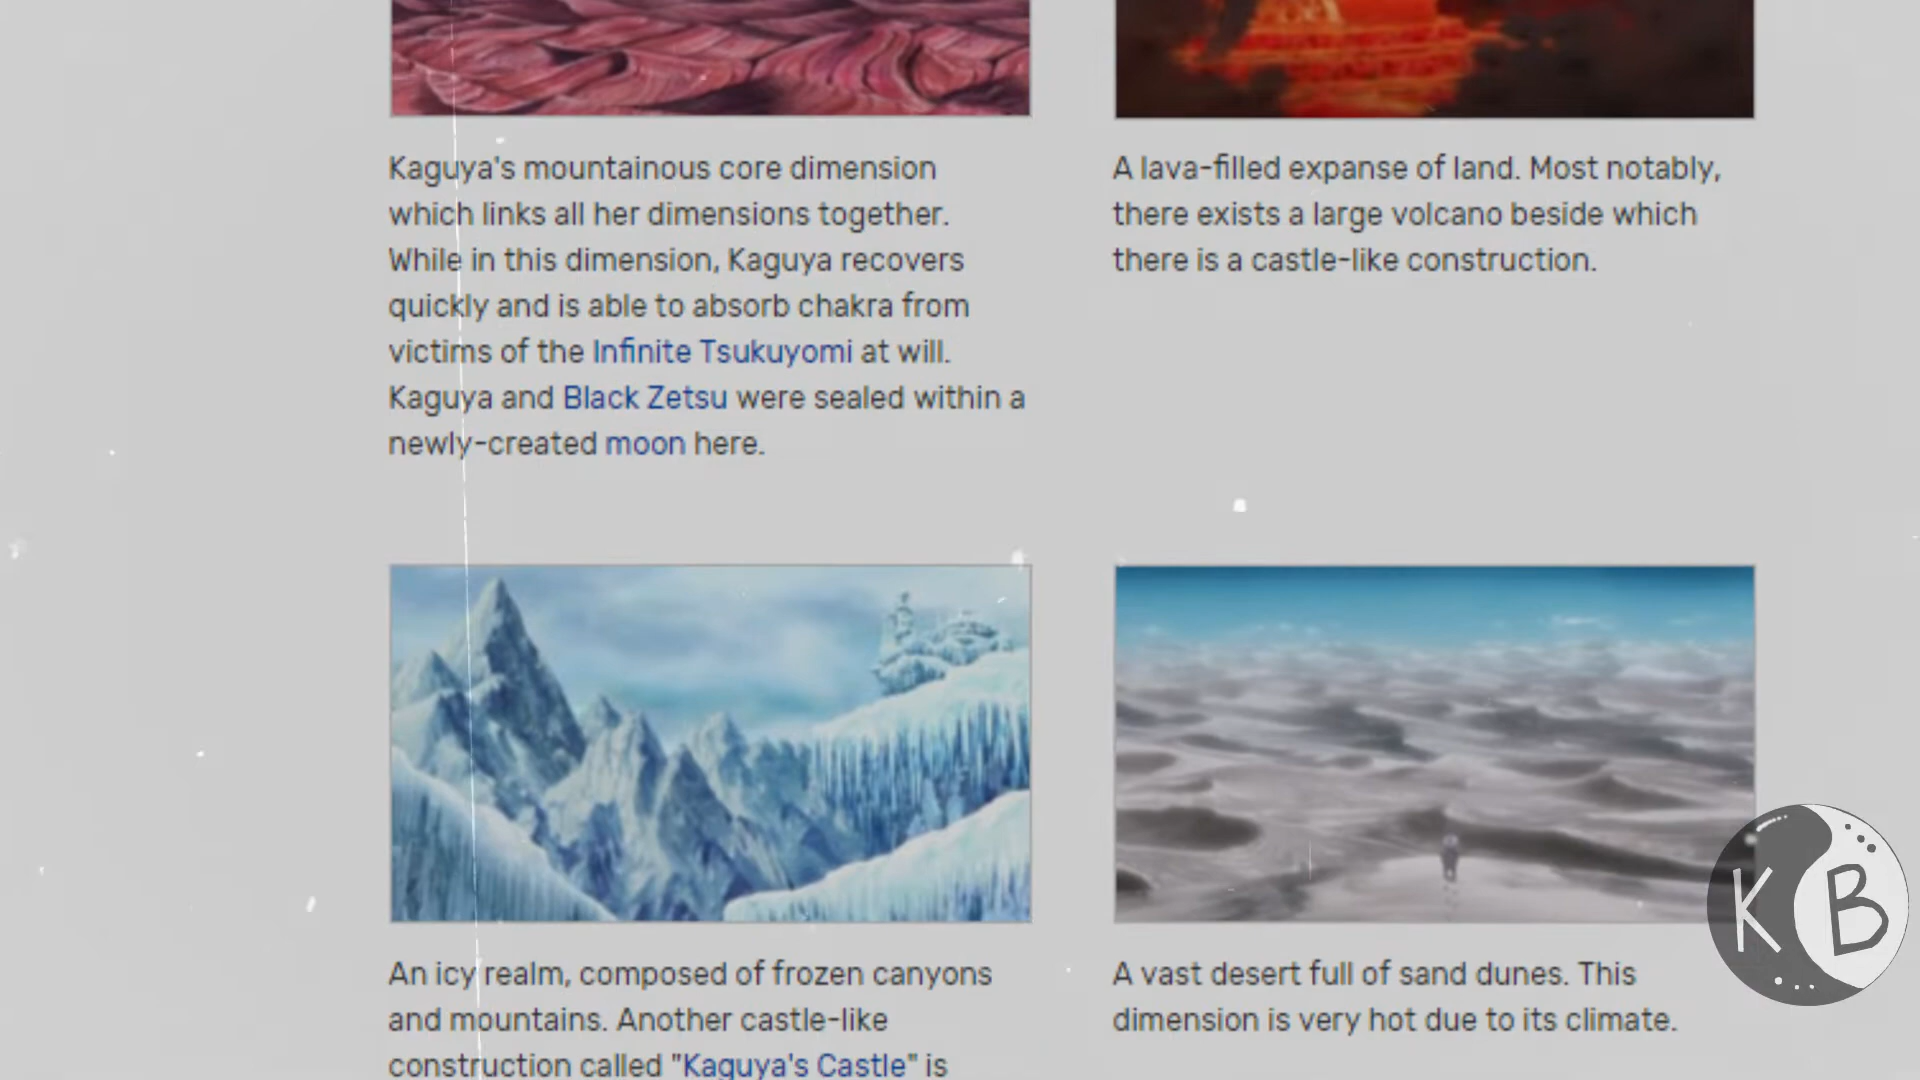 Kaguya's mountainous core dimension
which links all her dimensions together.
While in this dimension, Kaguya recovers
quickly and is able to absorb chakra from
victims of the Infinite Tsukuyomi at will.
Kaguya and Black Zetsu were sealed within a
newly-created moon here.
A lava-filled expanse of land. Most notably,
there exists a large volcano beside which
there is a castle-like construction.
An icy realm, composed of frozen canyons
and mountains. Another castle-like
construction called "Kaguya's Castle" is
A vast desert full of sand dunes. This
dimension is very hot due to its climate.
K B